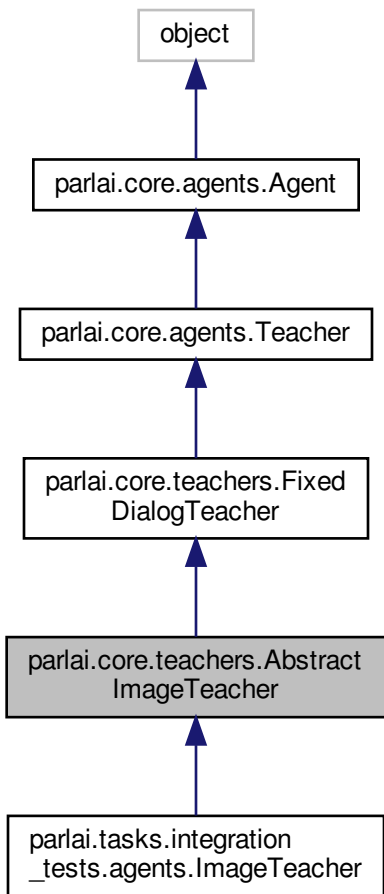 object
parlai.core.agents.Agent
parlai.core.agents.Teacher
parlai.core.teachers.Fixed
DialogTeacher
parlai.core.teachers.Abstract
ImageTeacher
parlai.tasks.integration
_tests.agents.ImageTeacher